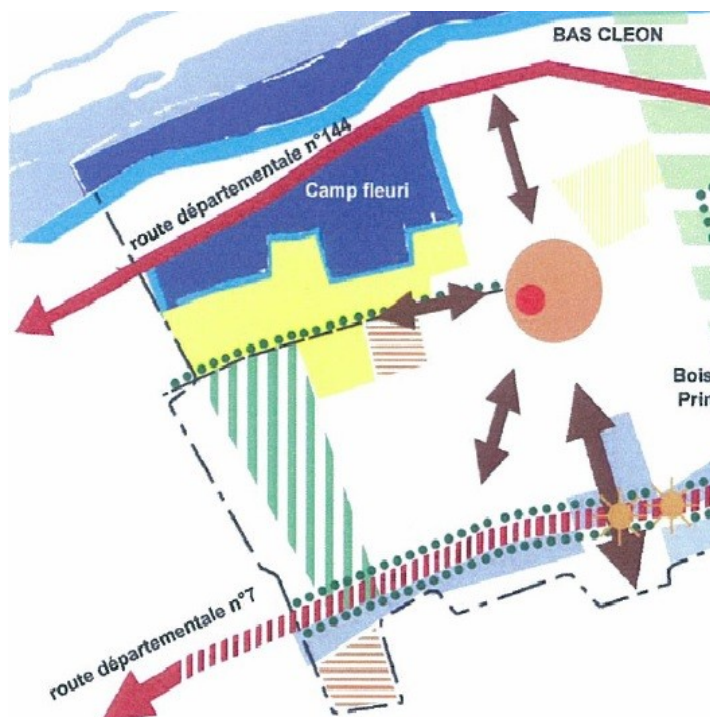 BAS CLEON
route départementale n°144
Camp fleuri
Bois
Prin
route départementale n°7